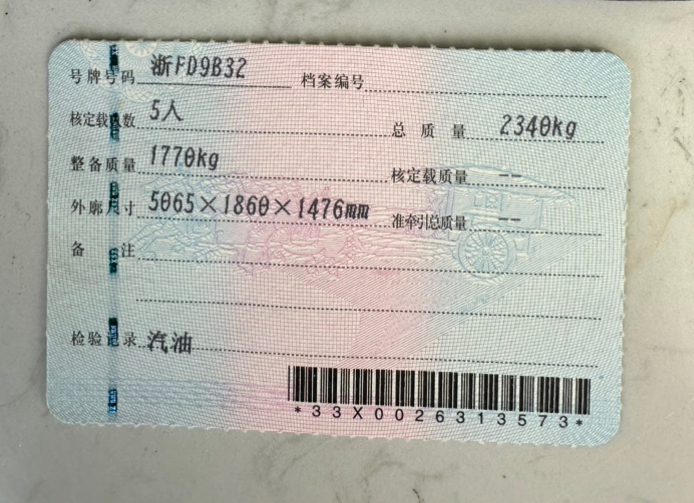 号牌号码 浙FD9B32 档案编号
核定载人数 5人 总质量 2340kg
整备质量 1770kg 核定载质量 --
外廓尺寸 5065×1860×1476mm 准牵引总质量 --
备注
检验记录 汽油
*33X0026313573*